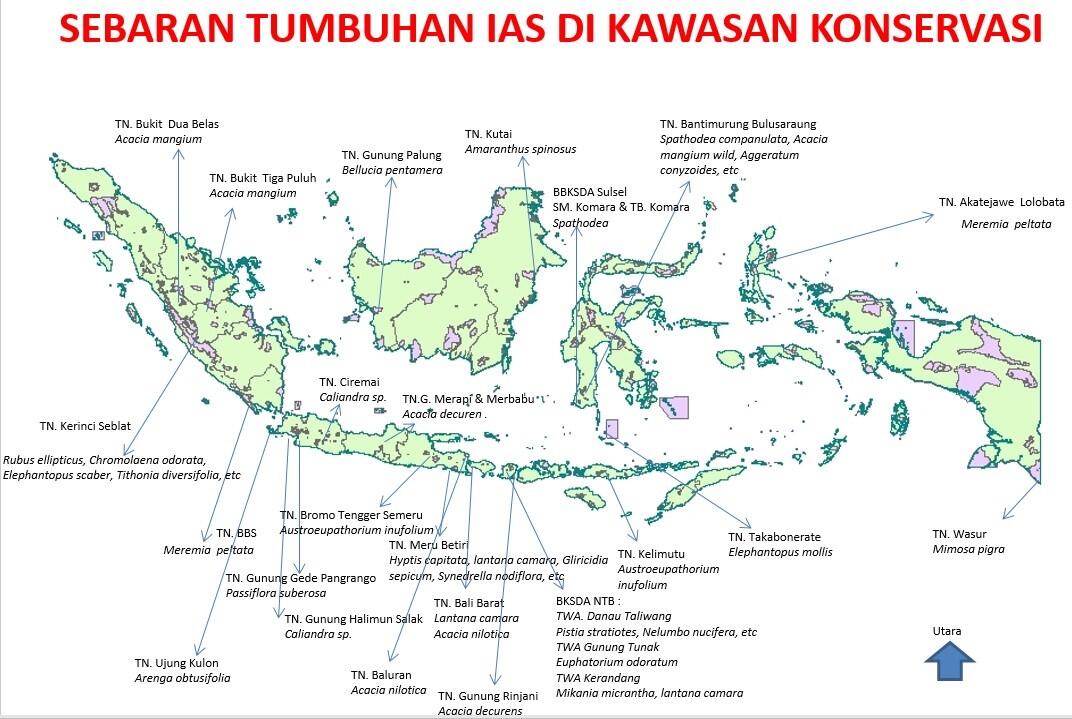 SEBARAN TUMBUHAN IAS DI KAWASAN KONSERVASI
TN. Bukit Dua Belas
Acacia mangium
TN. Bukit Tiga Puluh
Acacia mangium
TN. Gunung Palung
Bellucia pentamera
TN. Kutai
Amaranthus spinosus
TN. Bantimurung Bulusaraung
Spathodea companulata, Acacia
mangium wild, Aggeratum
conyzoides, etc
BBKSDA Sulsel
SM. Komara & TB. Komara
Spathodea
TN. Akatejawe Lolobata
Meremia peltata
TN. Ciremai
Caliandra sp.
TN.G. Merapi & Merbabu
Acacia decuren .
TN. Kerinci Seblat
Rubus ellipticus, Chromolaena odorata,
Elephantopus scaber, Tithonia diversifolia, etc
TN. BBS
Meremia peltata
TN. Bromo Tengger Semeru
Austroeupathorium inufolium
TN. Meru Betiri
Hyptis capitata, lantana camara, Gliricidia
sepicum, Synedrella nodiflora, etc
TN. Kelimutu
Austroeupathorium
inufolium
TN. Takabonerate
Elephantopus mollis
TN. Wasur
Mimosa pigra
TN. Gunung Gede Pangrango
Passiflora suberosa
TN. Gunung Halimun Salak
Caliandra sp.
TN. Bali Barat
Lantana camara
Acacia nilotica
BKSDA NTB :
TWA. Danau Taliwang
Pistia stratiotes, Nelumbo nucifera, etc
TWA Gunung Tunak
Euphatorium odoratum
TWA Kerandang
Mikania micrantha, lantana camara
TN. Ujung Kulon
Arenga obtusifolia
TN. Baluran
Acacia nilotica
TN. Gunung Rinjani
Acacia decurens
Utara